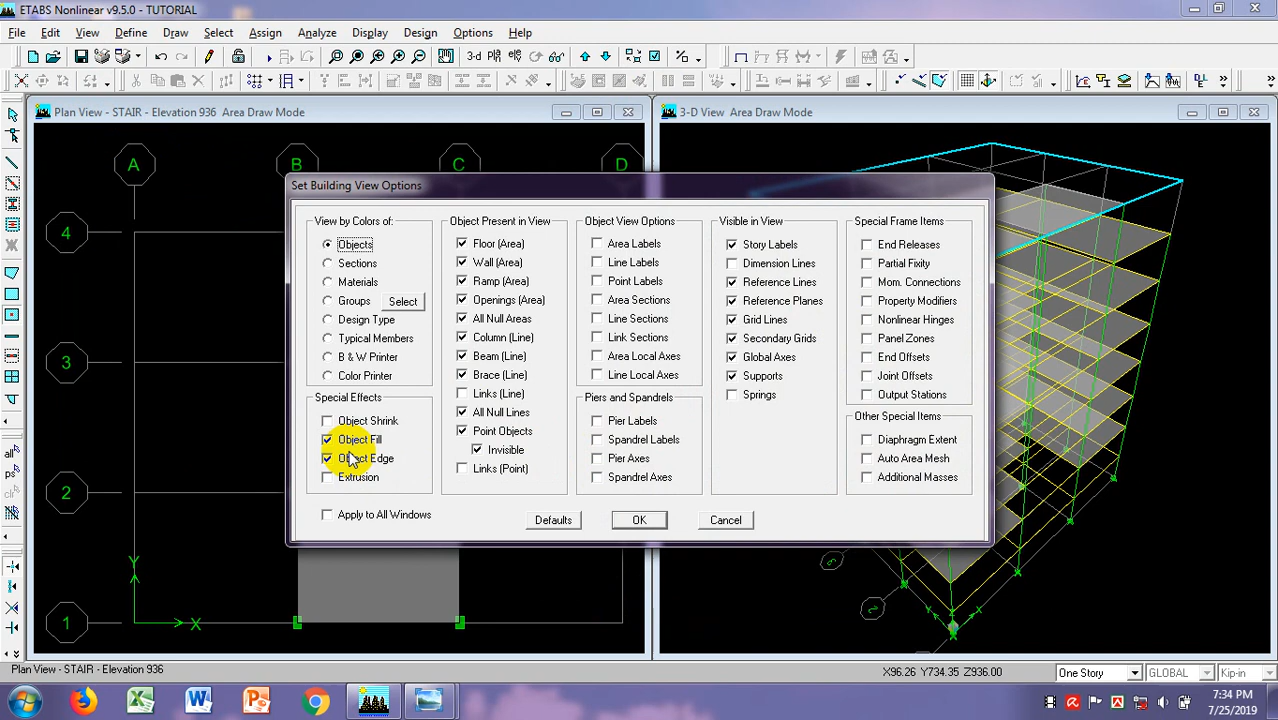 ETABS Nonlinear v9.5.0 - TUTORIAL
File Edit View Define Draw Select Assign Analyze Display Design Options Help
3-d
Plan View - STAIR - Elevation 936 Area Draw Mode
3-D View Area Draw Mode
A B C D
4
3
2
1
Y
X
Set Building View Options
View by Colors of:
Objects
Sections
Materials
Groups Select
Design Type
Typical Members
B & W Printer
Color Printer
Special Effects
Object Shrink
Object Fill
Object Edge
Extrusion
Apply to All Windows
Object Present in View
Floor (Area)
Wall (Area)
Ramp (Area)
Openings (Area)
All Null Areas
Column (Line)
Beam (Line)
Brace (Line)
Links (Line)
All Null Lines
Point Objects
Invisible
Links (Point)
Object View Options
Area Labels
Line Labels
Point Labels
Area Sections
Line Sections
Link Sections
Area Local Axes
Line Local Axes
Piers and Spandrels
Pier Labels
Spandrel Labels
Pier Axes
Spandrel Axes
Visible in View
Story Labels
Dimension Lines
Reference Lines
Reference Planes
Grid Lines
Secondary Grids
Global Axes
Supports
Springs
Special Frame Items
End Releases
Partial Fixity
Mom. Connections
Property Modifiers
Nonlinear Hinges
Panel Zones
End Offsets
Joint Offsets
Output Stations
Other Special Items
Diaphragm Extent
Auto Area Mesh
Additional Masses
Defaults OK Cancel
Plan View - STAIR - Elevation 936
X96.26 Y734.35 Z936.00
One Story GLOBAL Kip-in
all
7:34 PM
7/25/2019